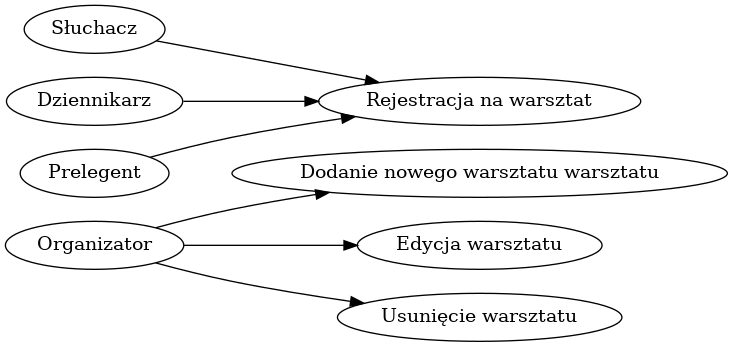 Słuchacz
Dziennikarz
Rejestracja na warsztat
Prelegent
Dodanie nowego warsztatu warsztatu
Organizator
Edycja warsztatu
Usunięcie warsztatu